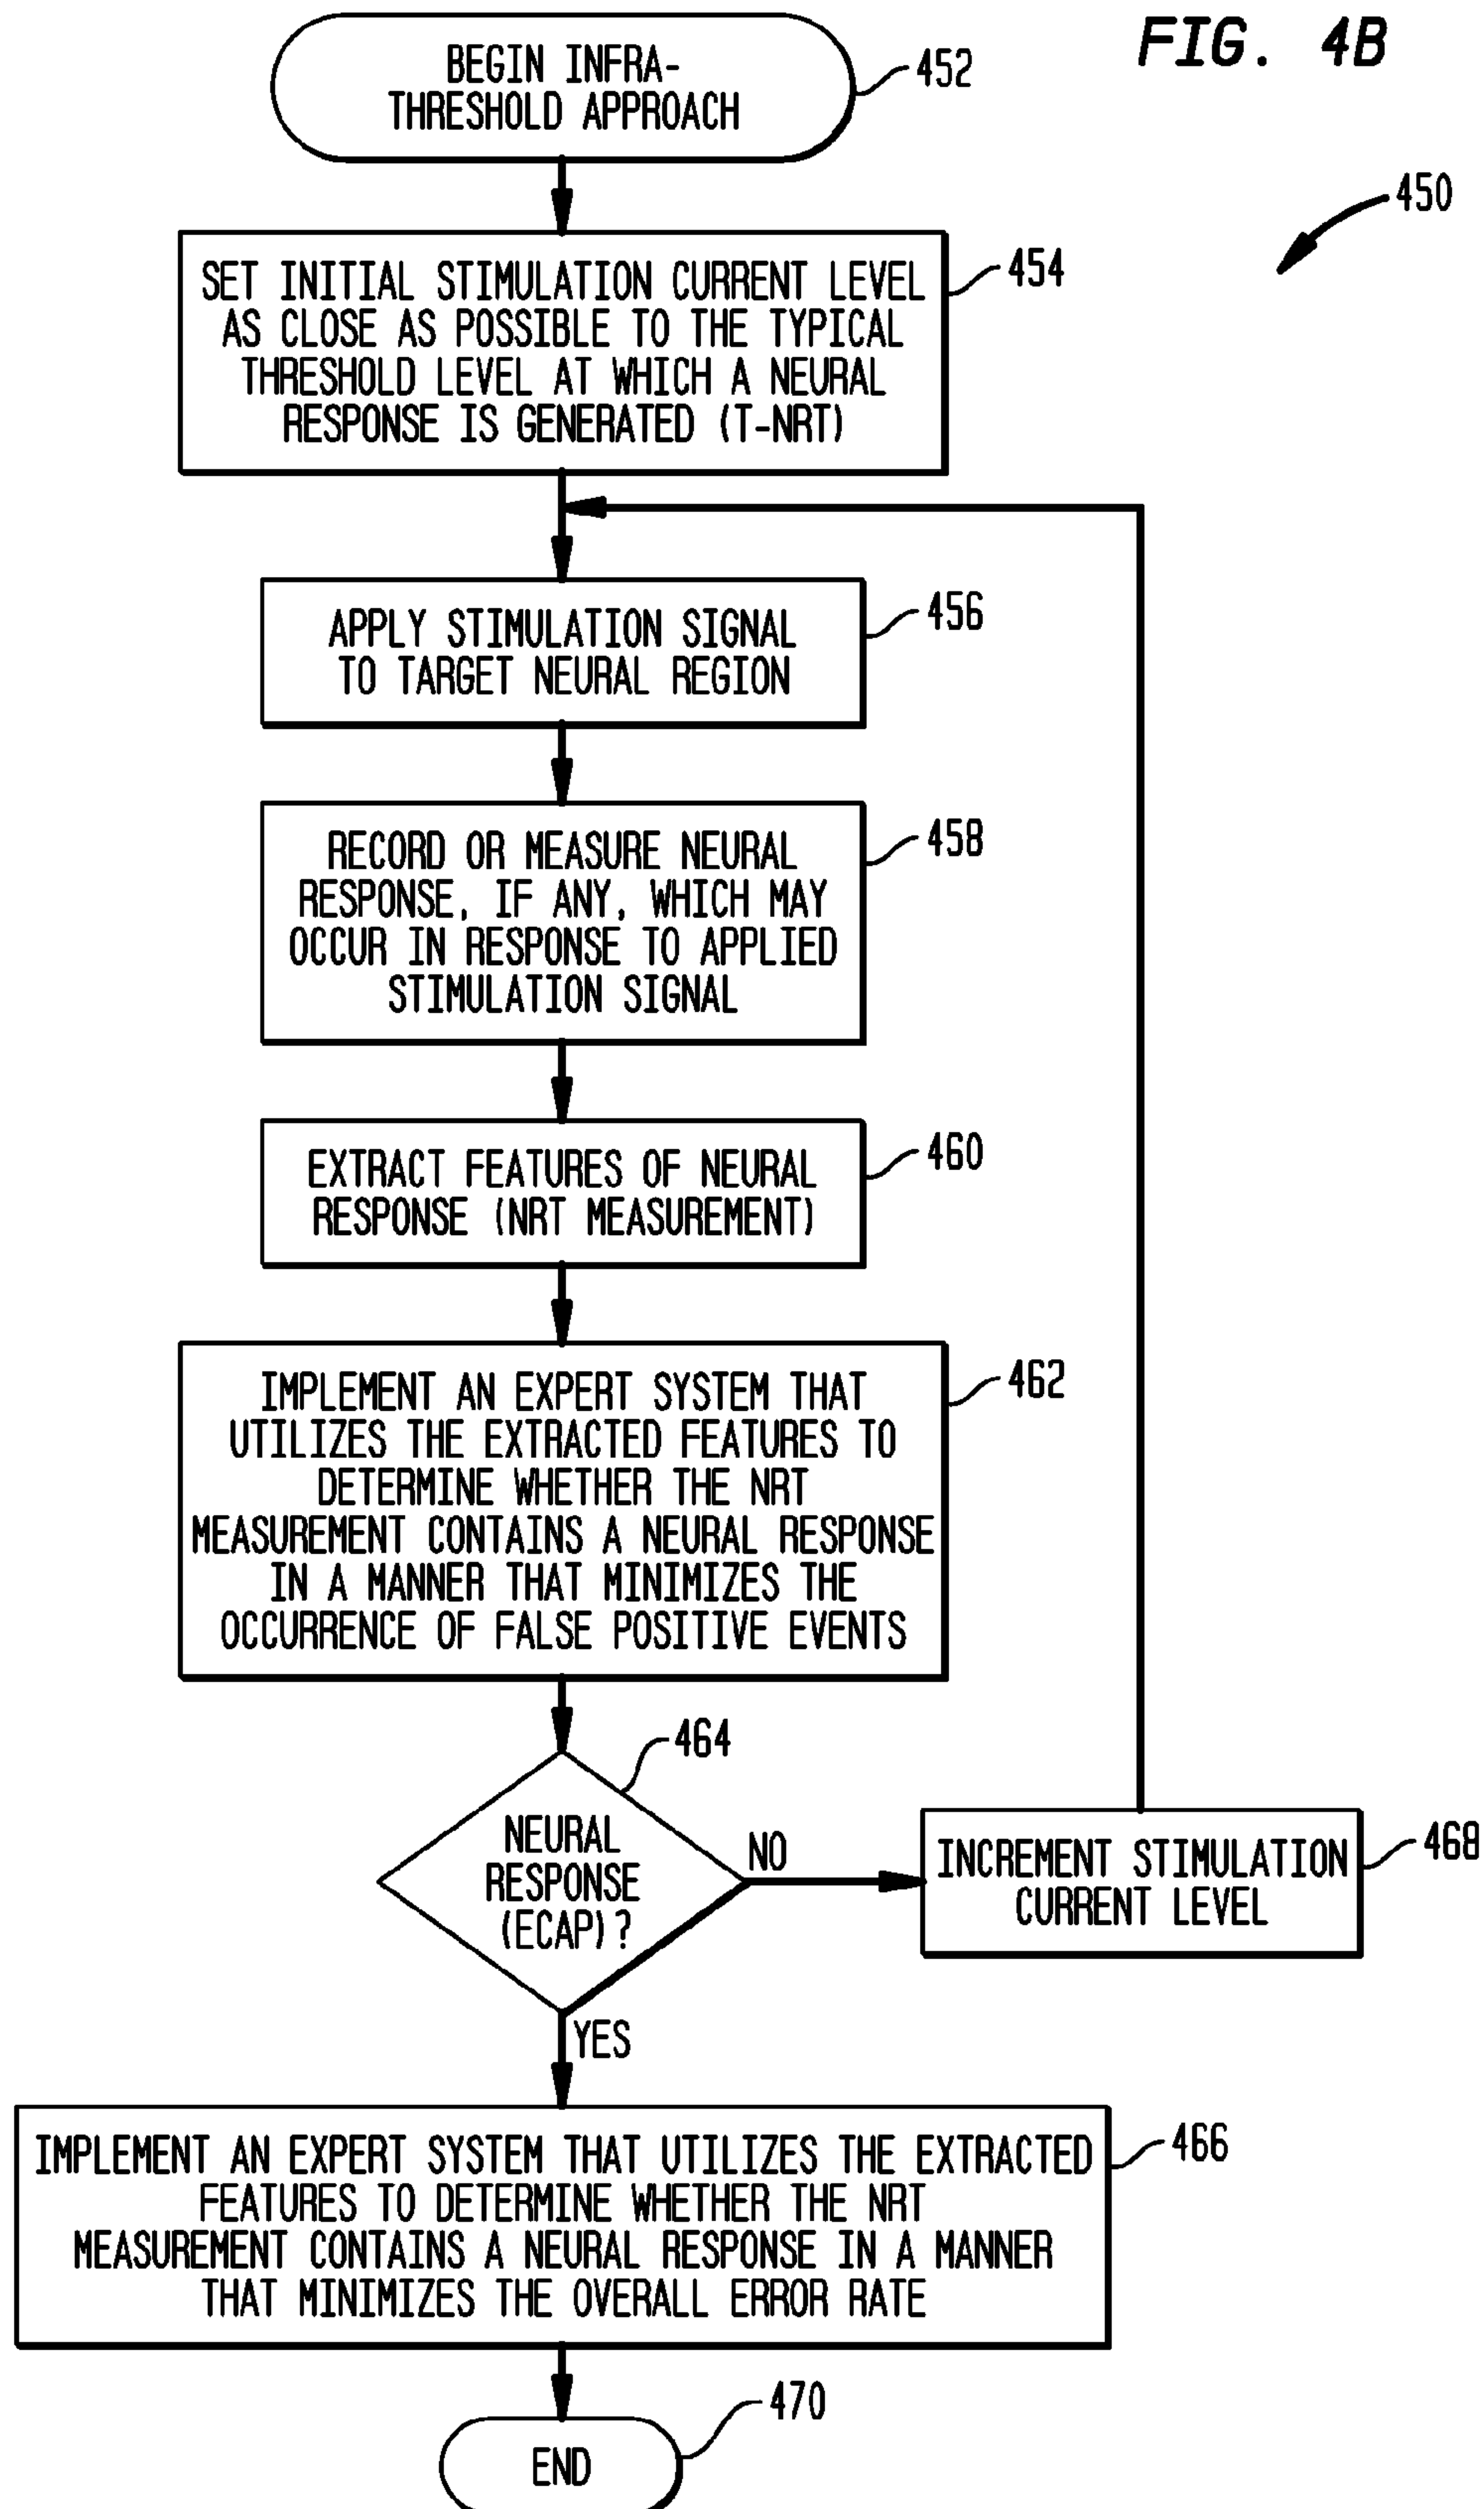 FIG. 4B
BEGIN INFRA-
THRESHOLD APPROACH
452
450
SET INITIAL STIMULATION CURRENT LEVEL
AS CLOSE AS POSSIBLE TO THE TYPICAL
THRESHOLD LEVEL AT WHICH A NEURAL
RESPONSE IS GENERATED (T-NRT)
454
APPLY STIMULATION SIGNAL
TO TARGET NEURAL REGION
456
RECORD OR MEASURE NEURAL
RESPONSE, IF ANY, WHICH MAY
OCCUR IN RESPONSE TO APPLIED
STIMULATION SIGNAL
458
EXTRACT FEATURES OF NEURAL
RESPONSE (NRT MEASUREMENT)
460
IMPLEMENT AN EXPERT SYSTEM THAT
UTILIZES THE EXTRACTED FEATURES TO
DETERMINE WHETHER THE NRT
MEASUREMENT CONTAINS A NEURAL RESPONSE
IN A MANNER THAT MINIMIZES THE
OCCURRENCE OF FALSE POSITIVE EVENTS
462
464
NEURAL
RESPONSE
(ECAP)?
NO
INCREMENT STIMULATION
CURRENT LEVEL
468
YES
IMPLEMENT AN EXPERT SYSTEM THAT UTILIZES THE EXTRACTED
FEATURES TO DETERMINE WHETHER THE NRT
MEASUREMENT CONTAINS A NEURAL RESPONSE IN A MANNER
THAT MINIMIZES THE OVERALL ERROR RATE
466
END
470